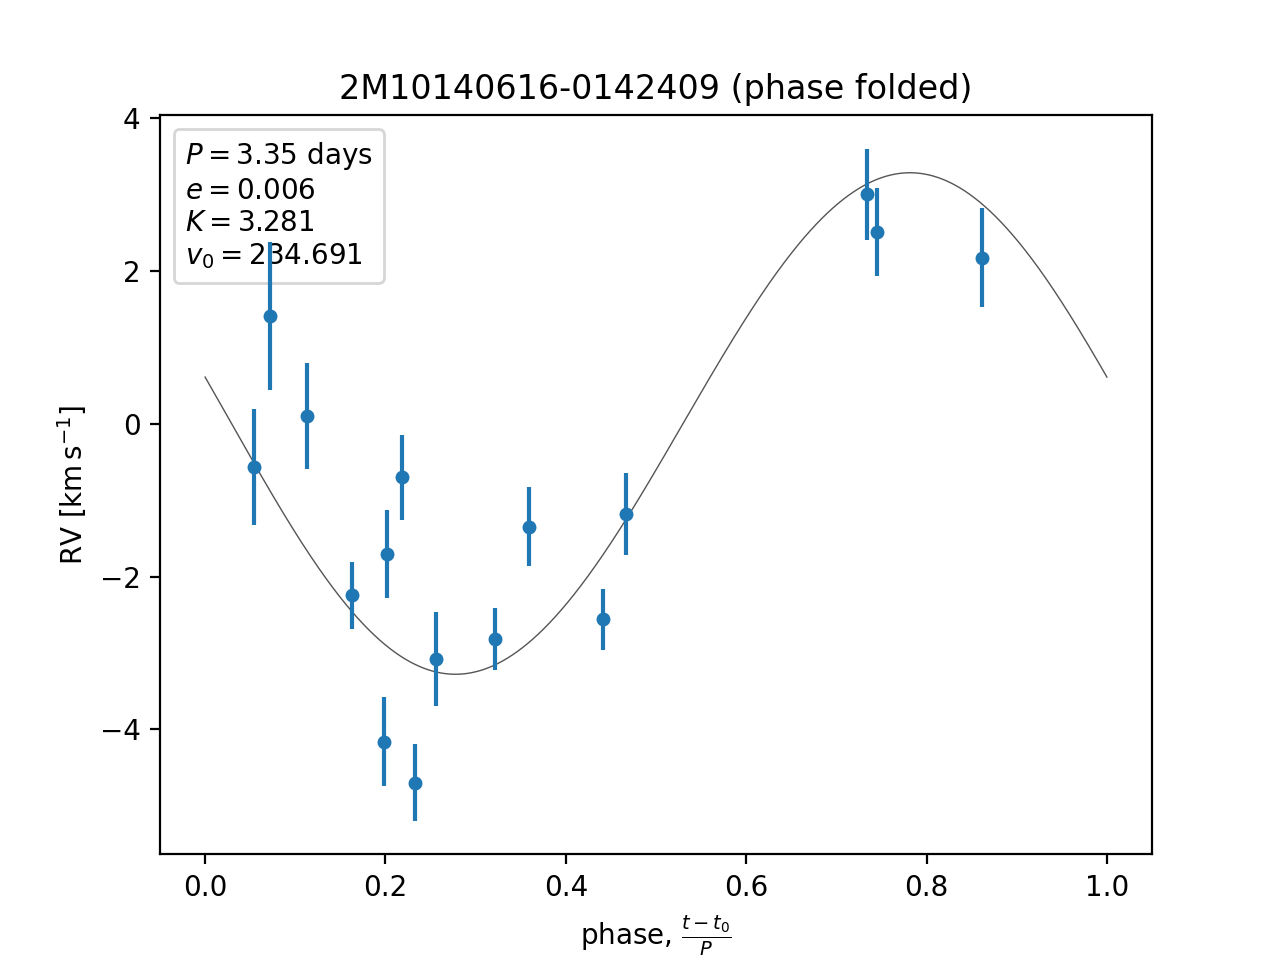 2M10140616-0142409 (phase folded)
P = 3.35 days
e = 0.006
K = 3.281
v₀ = 234.691
4
2
0
−2
−4
RV [km s⁻¹]
0.0 0.2 0.4 0.6 0.8 1.0
phase, (t − t₀)/P